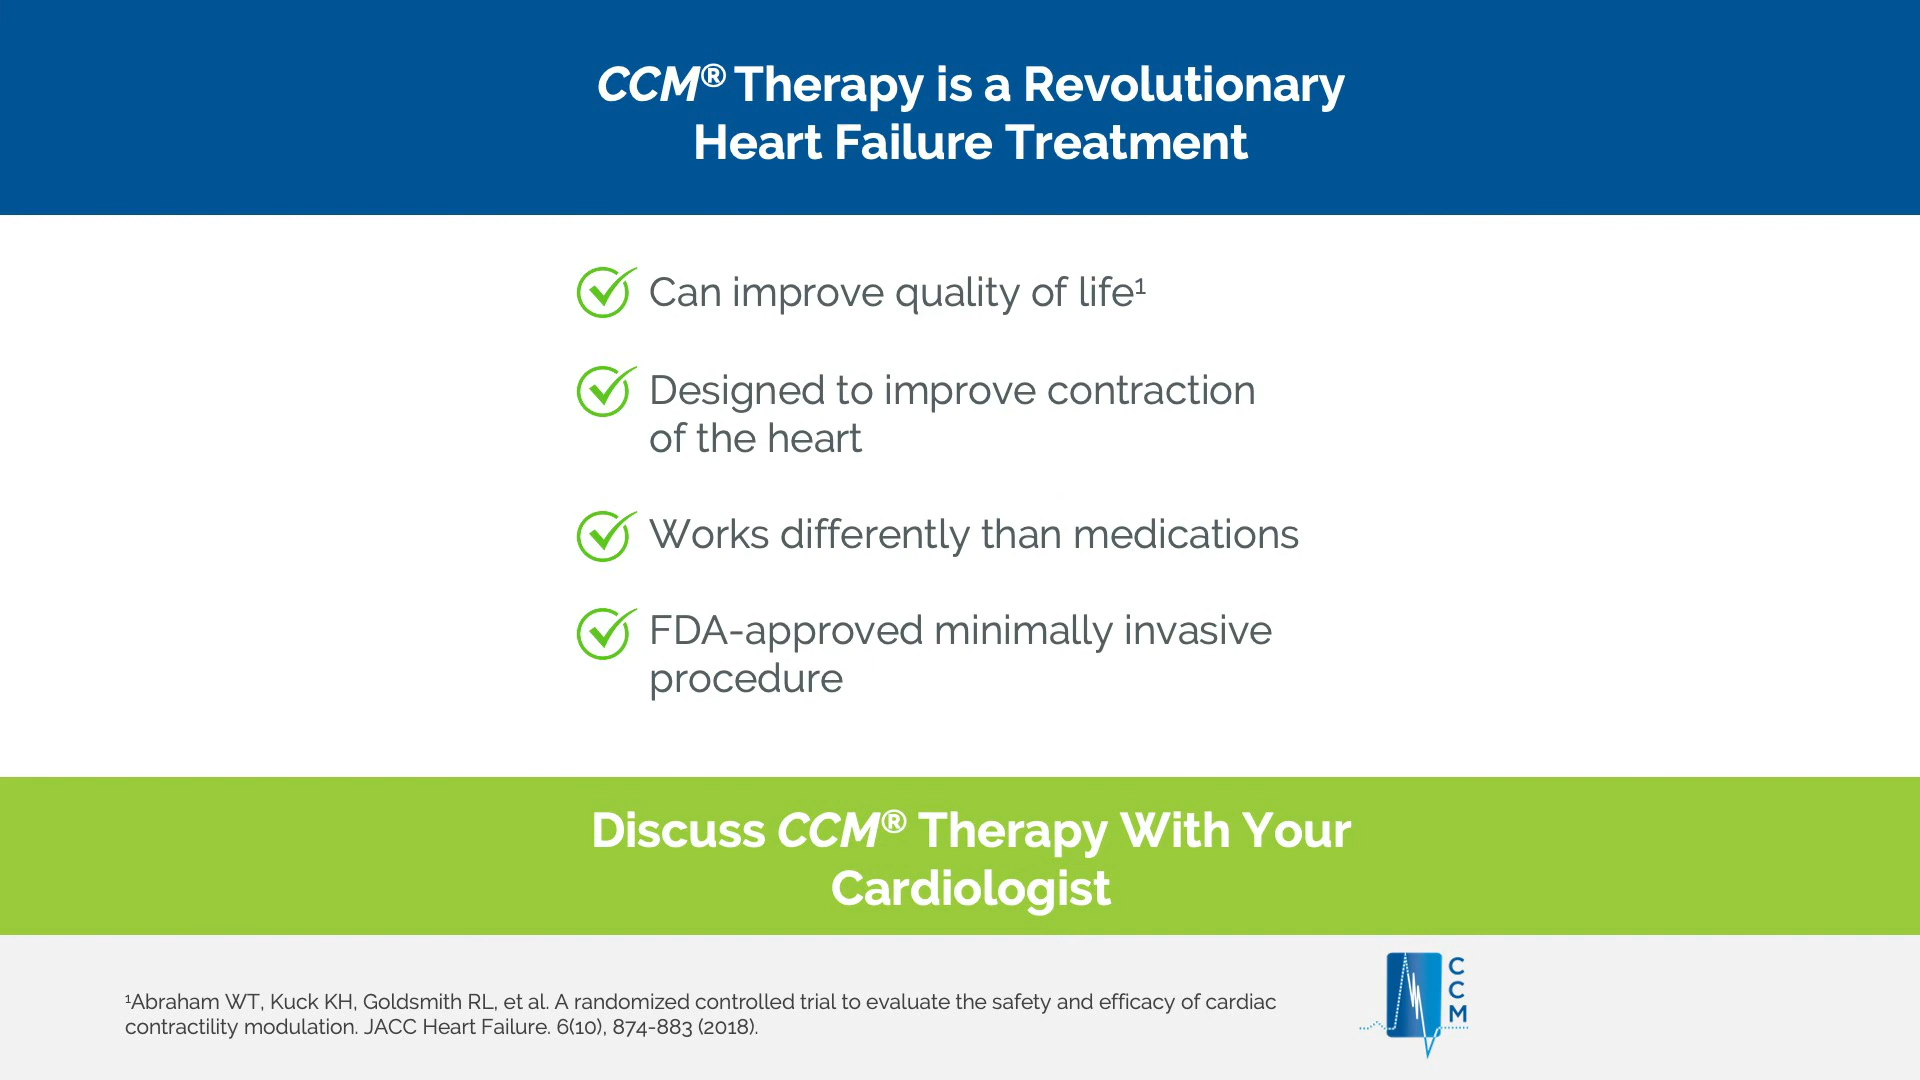 CCM® Therapy is a Revolutionary
Heart Failure Treatment
Can improve quality of life¹
Designed to improve contraction
of the heart
Works differently than medications
FDA-approved minimally invasive
procedure
Discuss CCM® Therapy With Your
Cardiologist
¹Abraham WT, Kuck KH, Goldsmith RL, et al. A randomized controlled trial to evaluate the safety and efficacy of cardiac
contractility modulation. JACC Heart Failure. 6(10), 874-883 (2018).
C
C
M